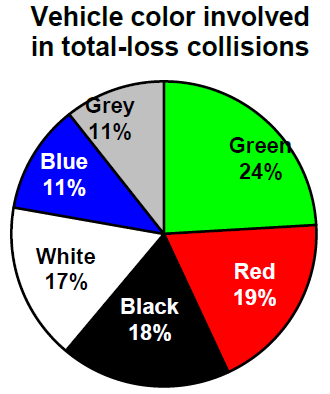 Vehicle color involved
in total-loss collisions
Green
24%
Red
19%
Black
18%
White
17%
Blue
11%
Grey
11%